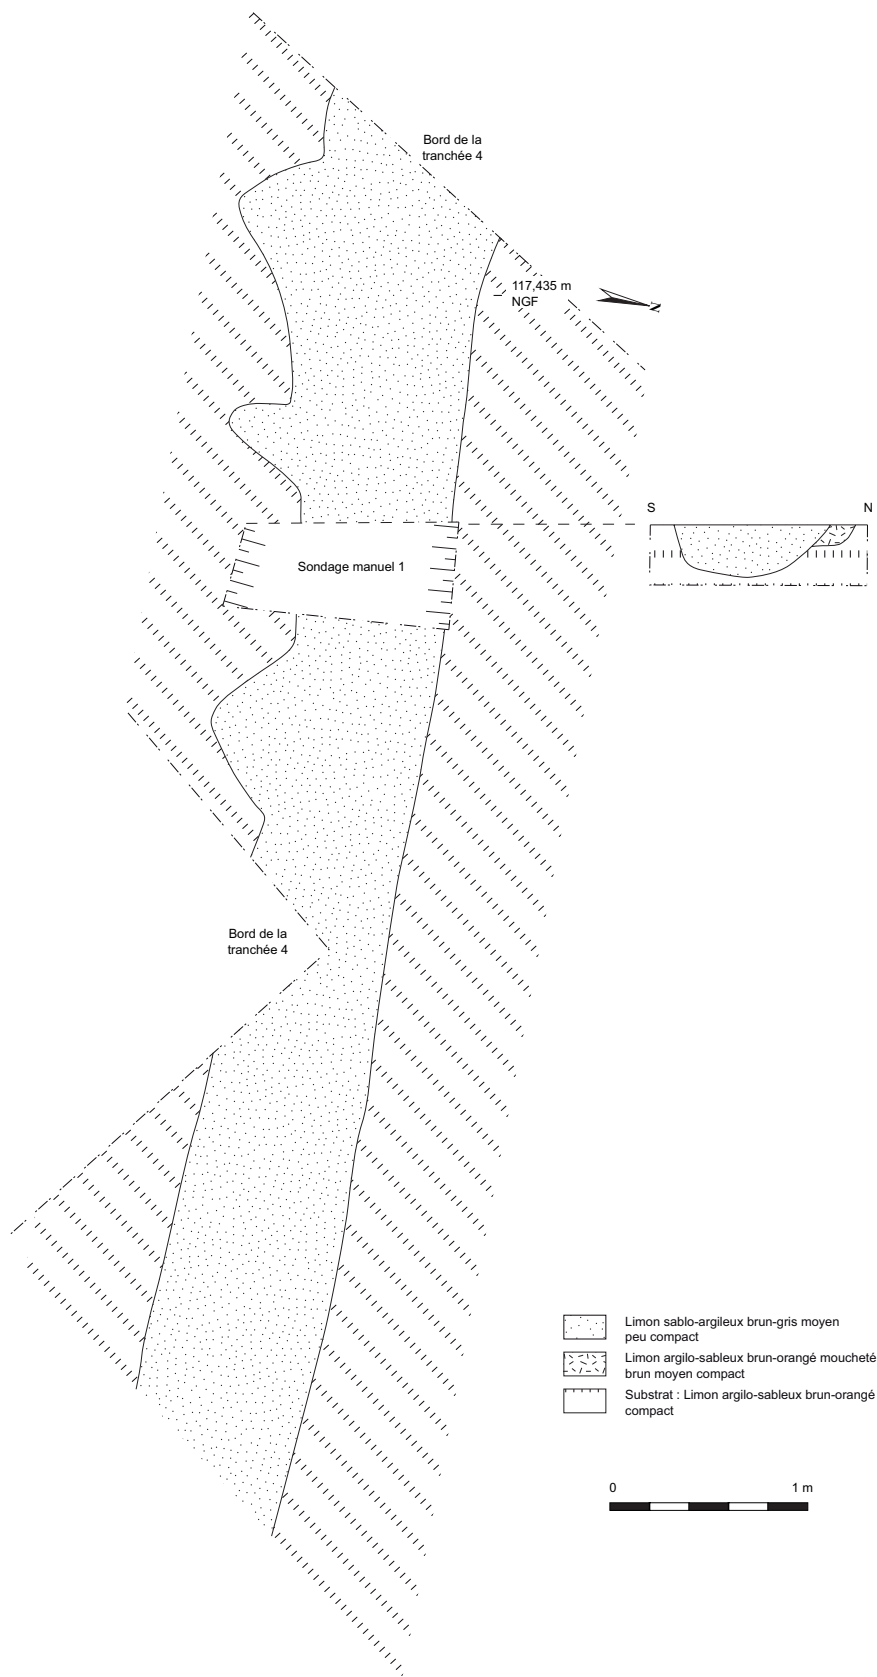 Bord de la
tranchée 4
117,435 m
NGF
N
S
N
Sondage manuel 1
Bord de la
tranchée 4
Limon sablo-argileux brun-gris moyen
peu compact
Limon argilo-sableux brun-orangé moucheté
brun moyen compact
Substrat : Limon argilo-sableux brun-orangé
compact
0
1 m